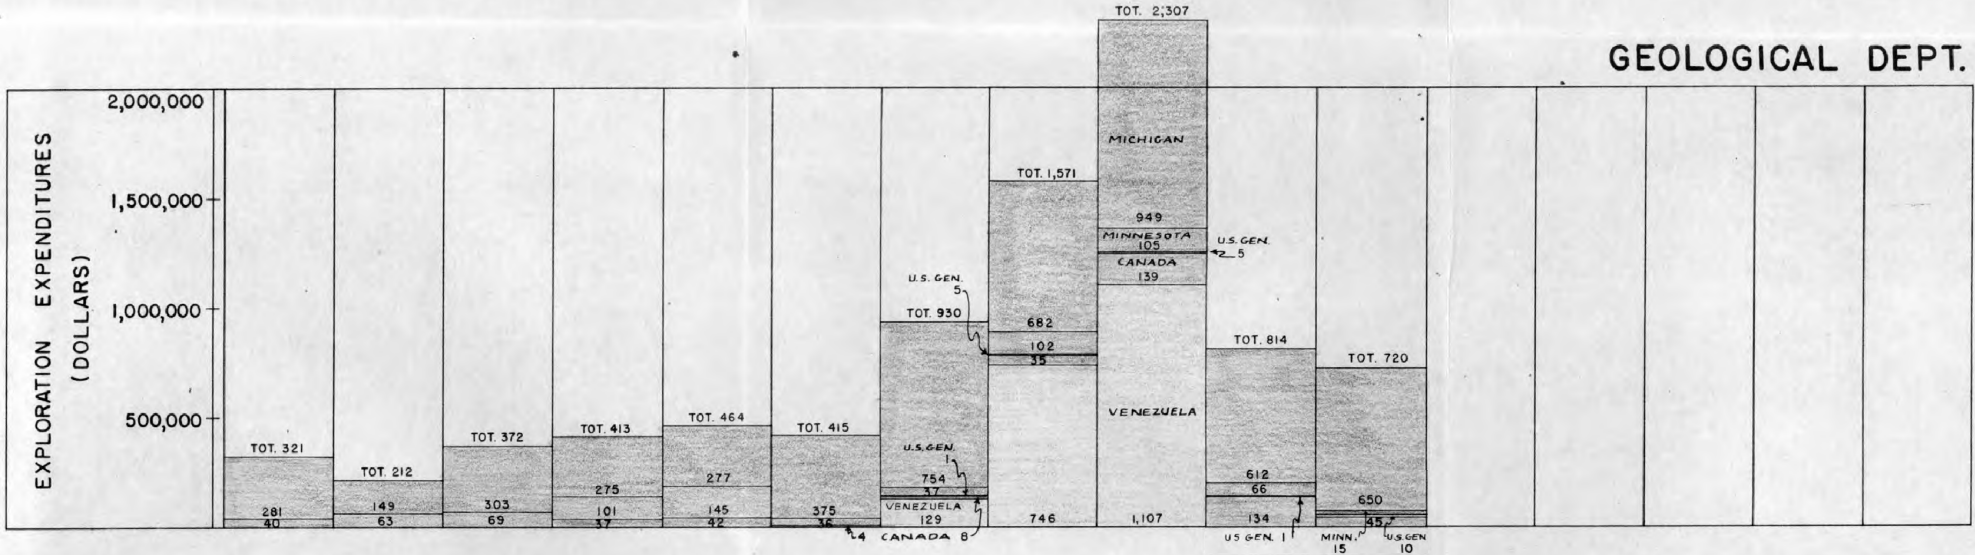 GEOLOGICAL DEPT.
EXPLORATION EXPENDITURES
(DOLLARS)
2,000,000
1,500,000
1,000,000
500,000
TOT. 321
281
40
TOT. 212
149
63
TOT. 372
303
69
TOT. 413
275
101
37
TOT. 464
277
145
42
TOT. 415
375
36
4
TOT. 930
754
37
U.S. GEN.
1
VENEZUELA
129
CANADA 8
TOT. 1,571
682
102
U.S. GEN.
5
35
746
TOT. 2,307
MICHIGAN
949
MINNESOTA
105
U.S. GEN.
5
CANADA
139
VENEZUELA
1,107
TOT. 814
612
66
134
US GEN. 1
TOT. 720
650
45
MINN.
15
U.S. GEN
10